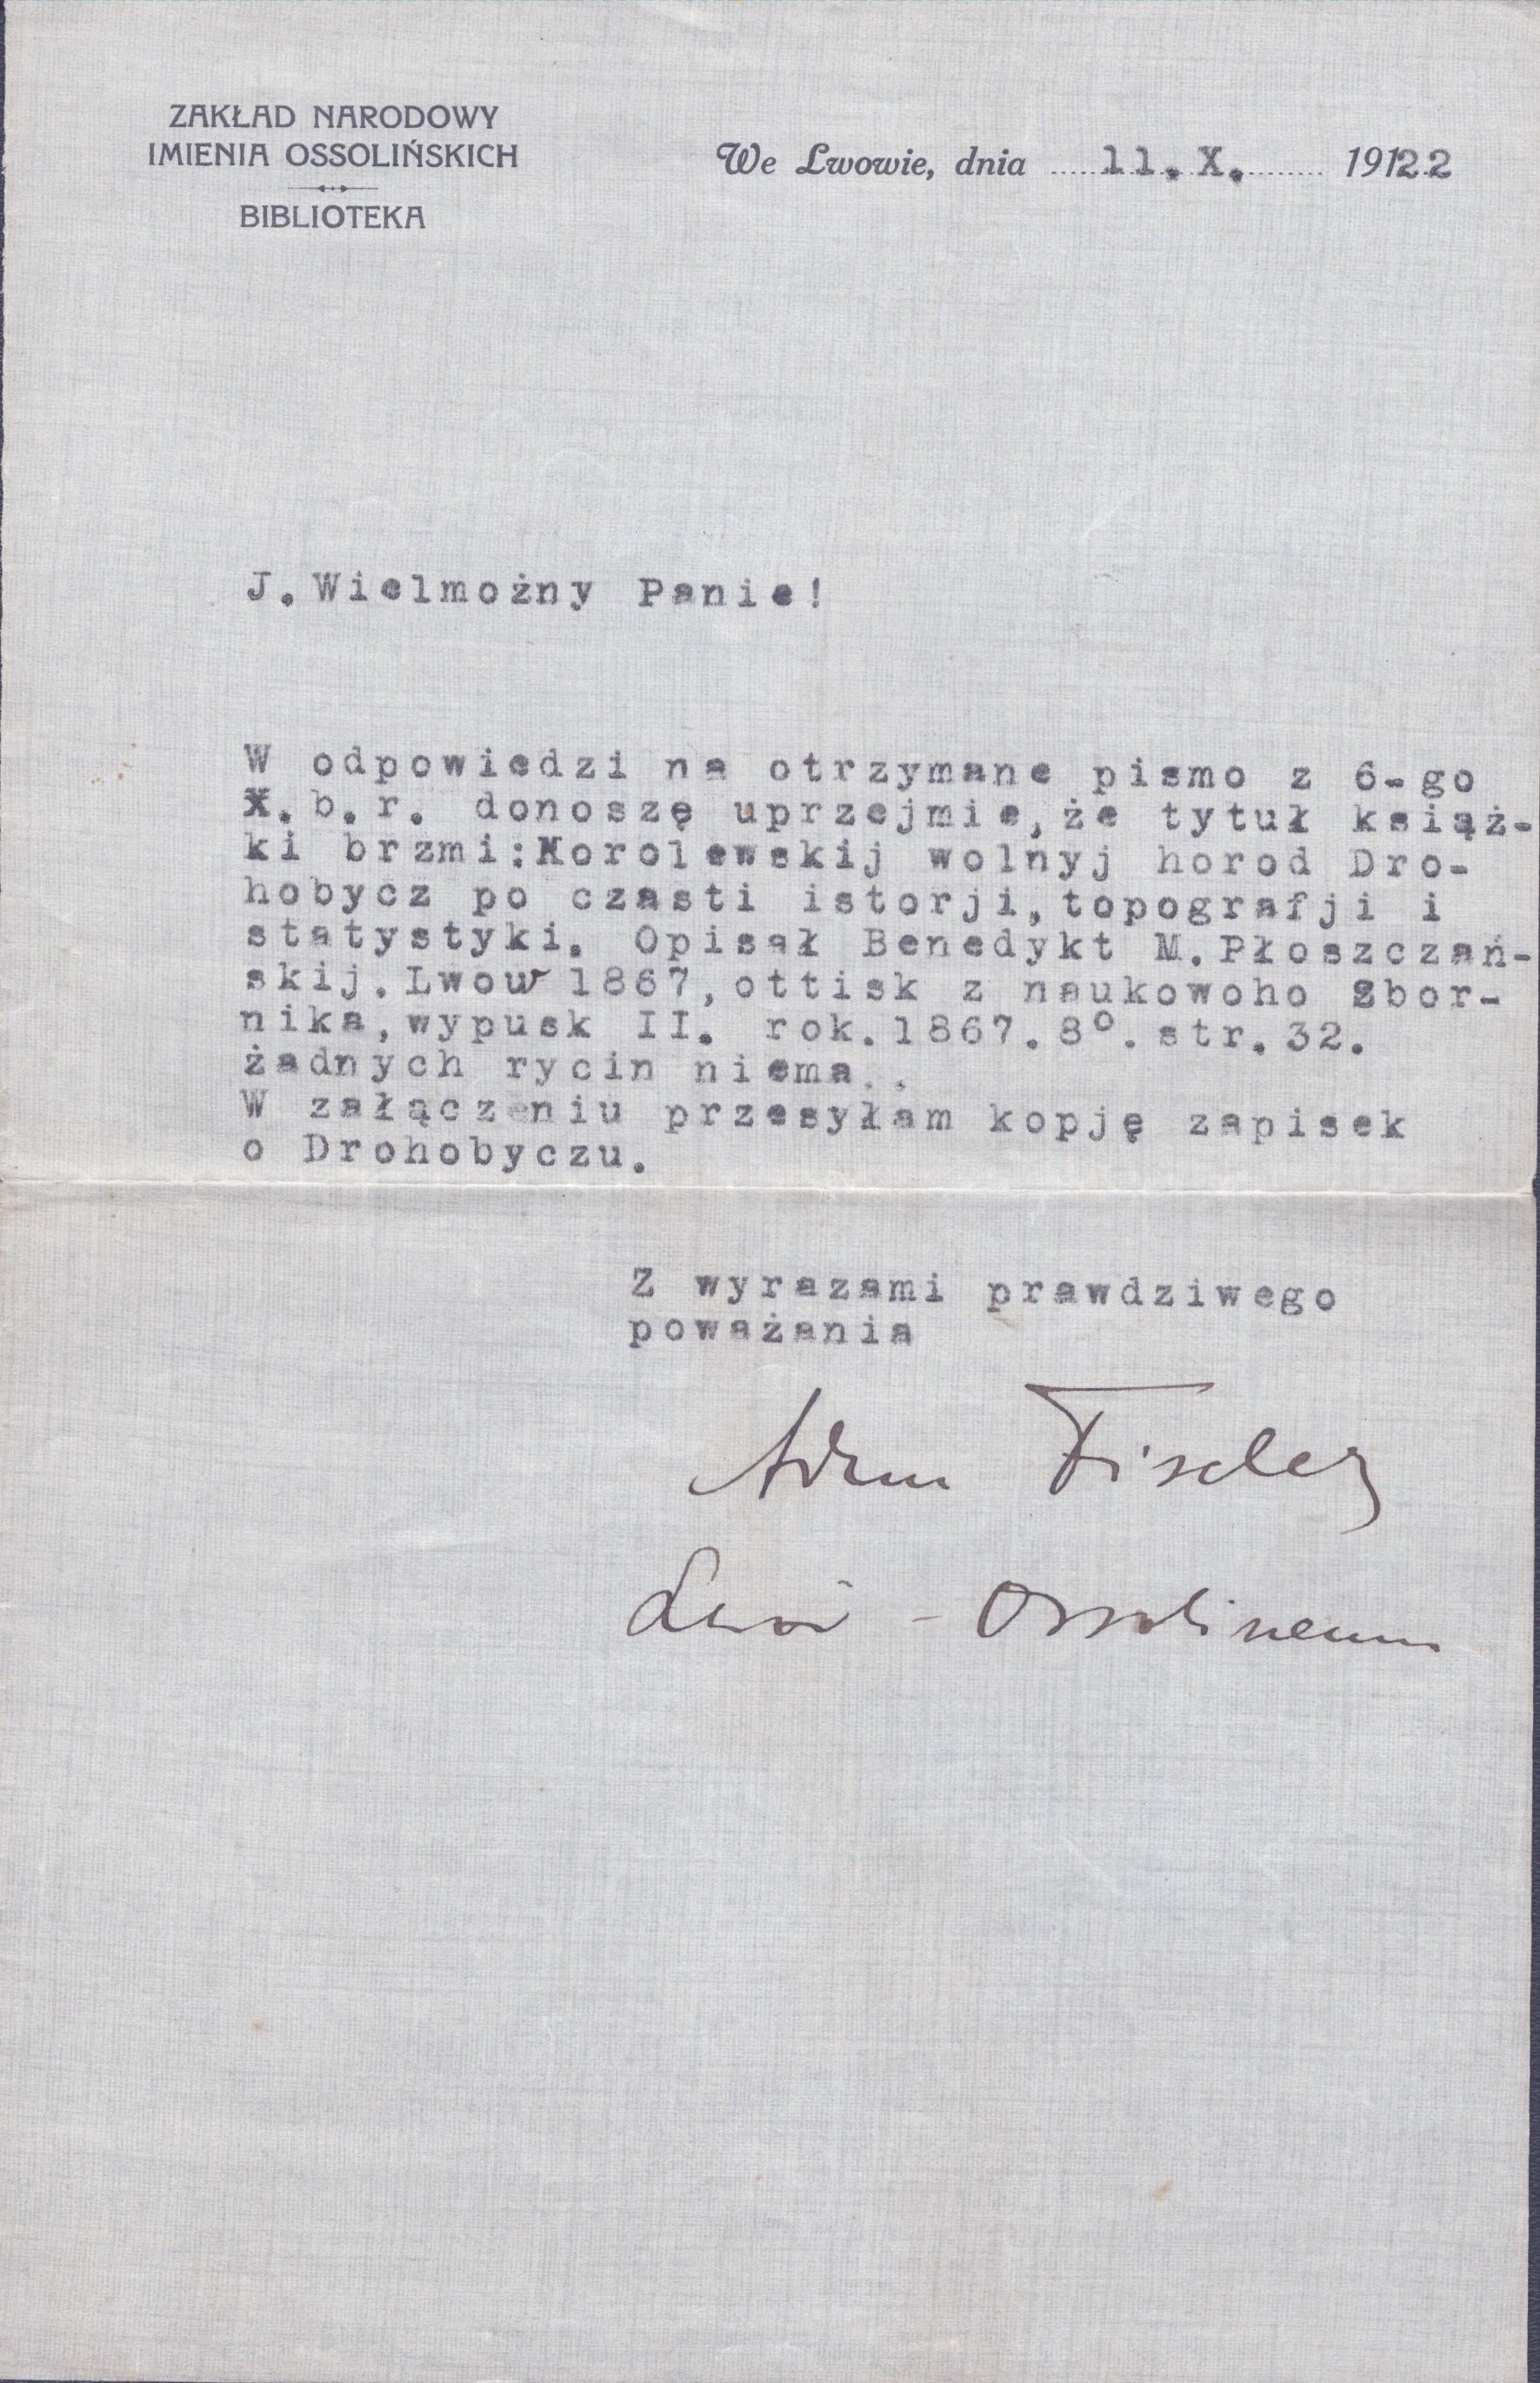 ZAKŁAD NARODOWY
IMIENIA OSSOLIŃSKICH
BIBLIOTEKA
We Lwowie, dnia 11. X. 19122
J. Wielmożny Panie!
W odpowiedzi na otrzymane pismo z 6-go
X. b. r. donoszę uprzejmie, że tytuł książ-
ki brzmi: Korolewskij wolnyj horod Dro-
hobycz po czasti istorji, topografji i
statystyki. Opisał Benedykt M. Płoszczań-
skij. Lwow 1867, ottisk z naukowoho Zbor-
nika, wypusk II. rok. 1867. 8°. str. 32.
żadnych rycin niema..
W załączeniu przesyłam kopję zapisek
o Drohobyczu.
Z wyrazami prawdziwego
poważania
Adam Fischer
Lwów - Ossolineum